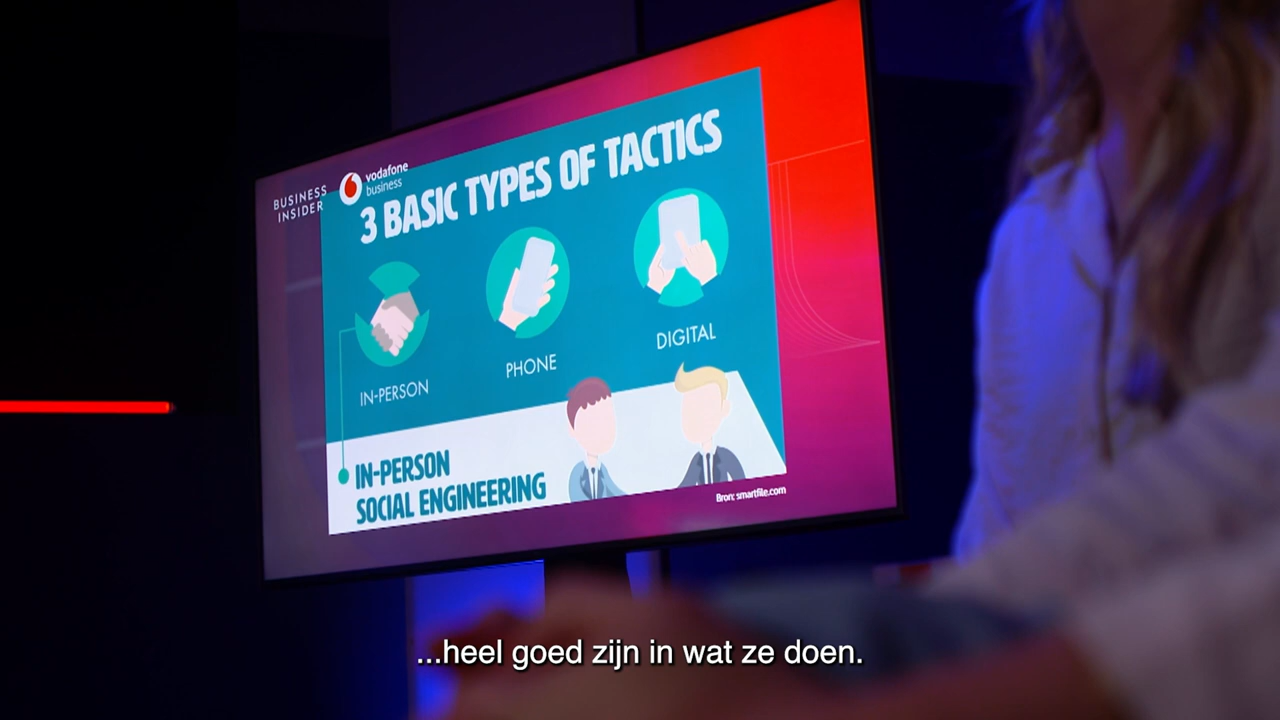 BUSINESS
INSIDER
vodafone
business
3 BASIC TYPES OF TACTICS
IN-PERSON
PHONE
DIGITAL
IN-PERSON
SOCIAL ENGINEERING
Bron: smartfile.com
...heel goed zijn in wat ze doen.